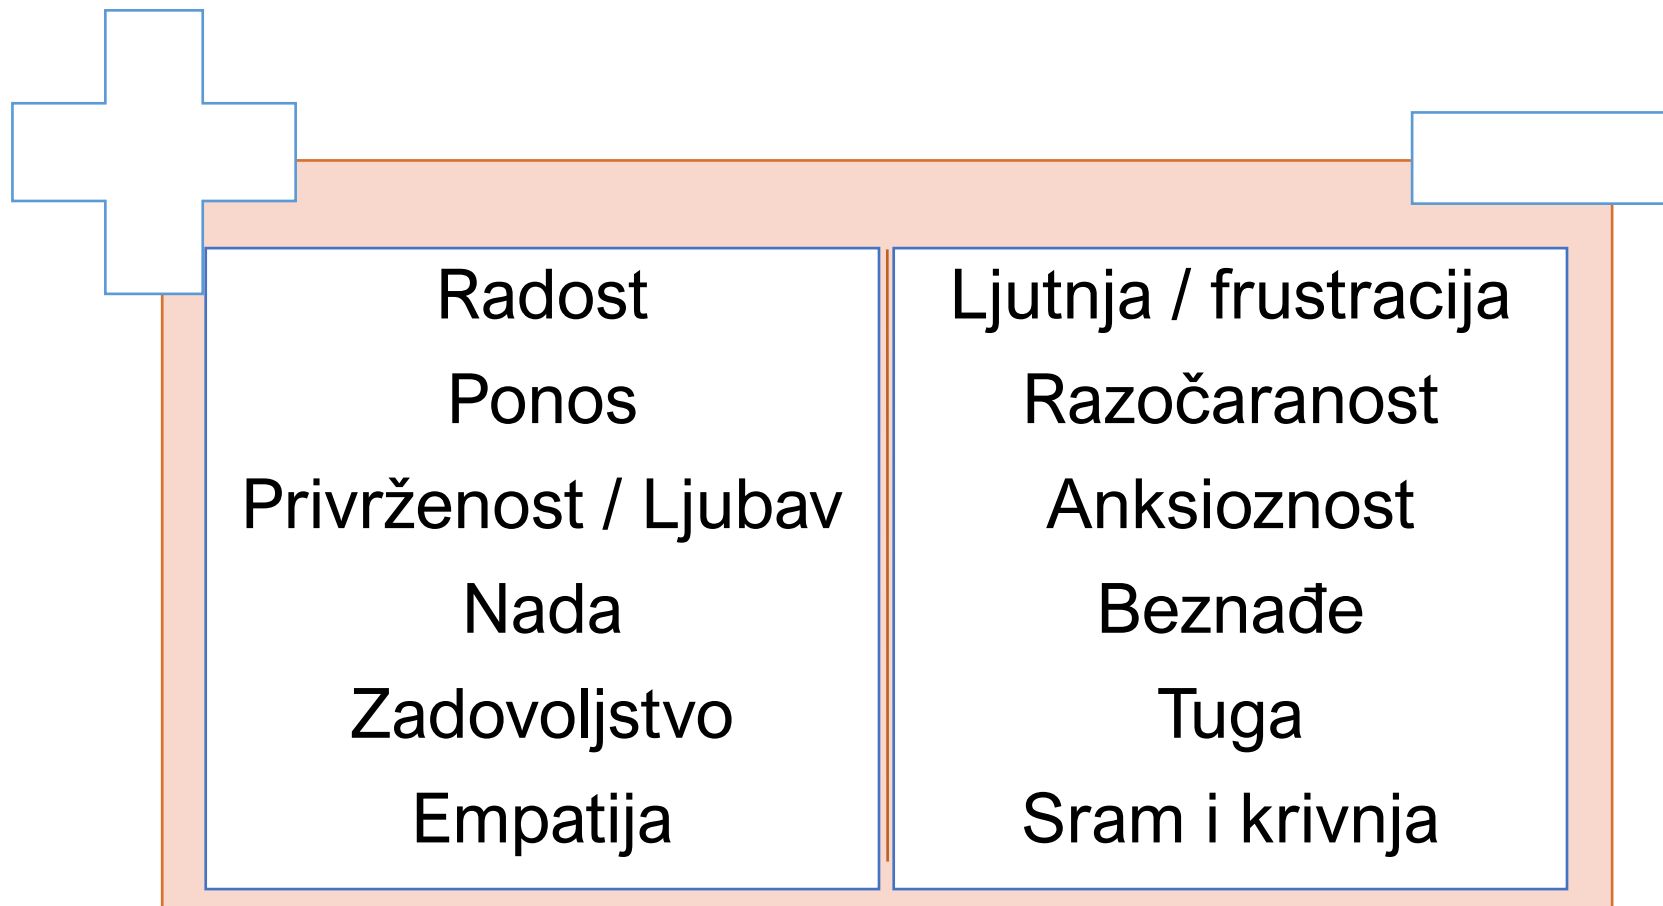 Radost
Ponos
Privrženost / Ljubav
Nada
Zadovoljstvo
Empatija
Ljutnja / frustracija
Razočaranost
Anksioznost
Beznađe
Tuga
Sram i krivnja